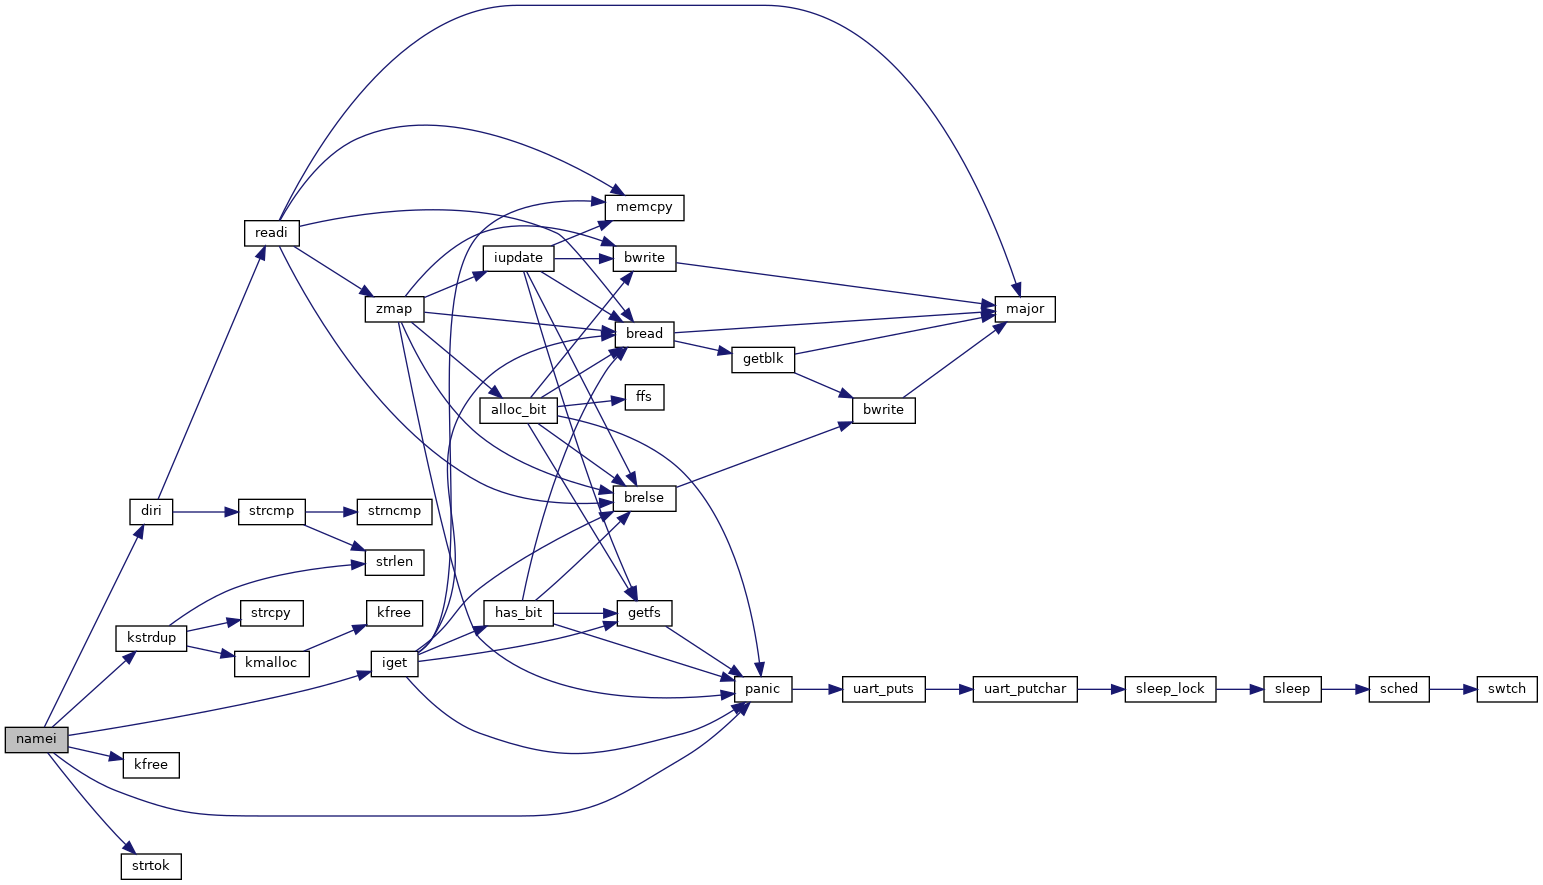 memcpy
readi
bwrite
iupdate
zmap
major
bread
getblk
ffs
alloc_bit
bwrite
brelse
diri
strcmp
strncmp
strlen
strcpy
kfree
has_bit
getfs
kstrdup
kmalloc
iget
panic
uart_puts
uart_putchar
sleep_lock
sleep
sched
swtch
namei
kfree
strtok